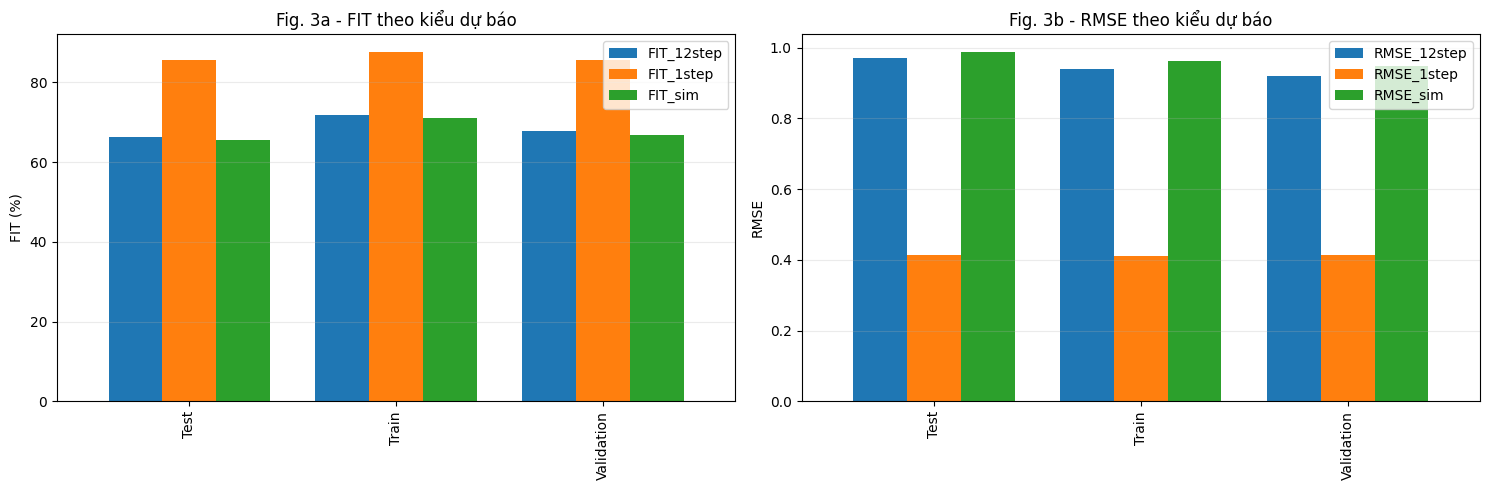 Fig. 3a - FIT theo kiểu dự báo
FIT_12step
FIT_1step
FIT_sim
80
60
40
20
0
FIT (%)
Test
Train
Validation
Fig. 3b - RMSE theo kiểu dự báo
RMSE_12step
RMSE_1step
RMSE_sim
1.0
0.8
0.6
0.4
0.2
0.0
RMSE
Test
Train
Validation